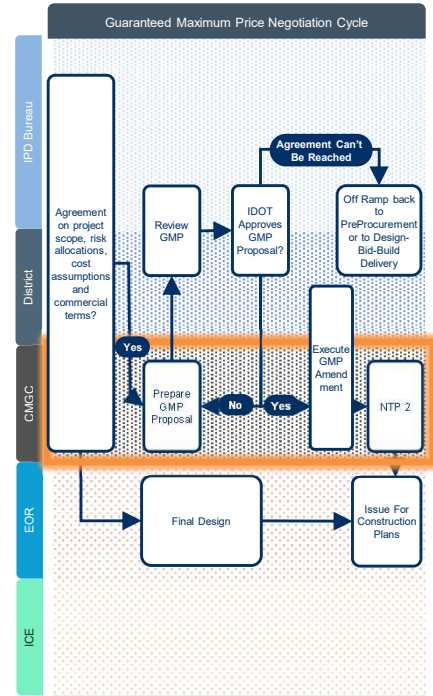 Guaranteed Maximum Price Negotiation Cycle
IPD Bureau
District
CMGC
EOR
ICE
Agreement
on project
scope, risk
allocations,
cost
assumptions
and
commercial
terms?
Yes
Review
GMP
Prepare
GMP
Proposal
IDOT
Approves
GMP
Proposal?
Agreement Can't
Be Reached
Off Ramp back
to
PreProcurement
or to Design-
Bid-Build
Delivery
No
Yes
Execute
GMP
Amend
ment
NTP 2
Final Design
Issue For
Construction
Plans